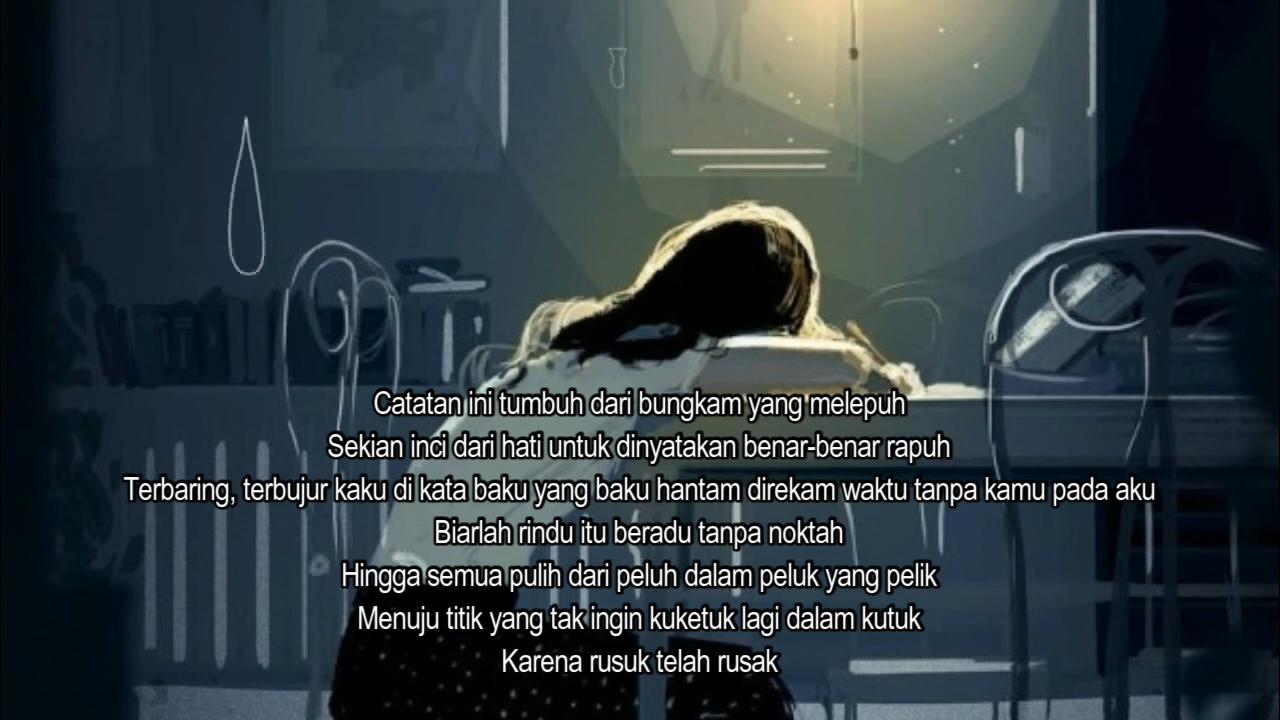 Catatan ini tumbuh dari bungkam yang melepuh
Sekian inci dari hati untuk dinyatakan benar-benar rapuh
Terbaring, terbujur kaku di kata baku yang baku hantam direkam waktu tanpa kamu pada aku
Biarlah rindu itu beradu tanpa noktah
Hingga semua pulih dari peluh dalam peluk yang pelik
Menuju titik yang tak ingin kuketuk lagi dalam kutuk
Karena rusuk telah rusak